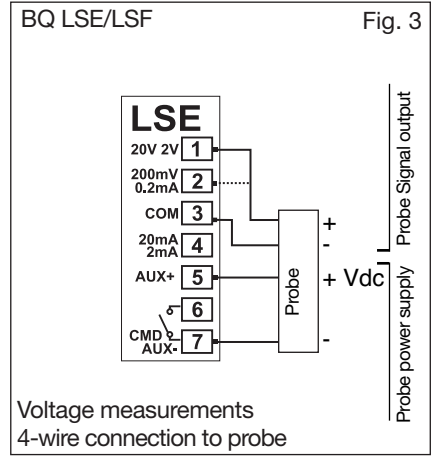 BQ LSE/LSF
Fig. 3
LSE
20V 2V 1
200mV
0.2mA 2
COM 3
20mA
2mA 4
AUX+ 5
6
CMD
AUX- 7
Probe
+
-
+ Vdc
-
Probe Signal output
Probe power supply
Voltage measurements
4-wire connection to probe